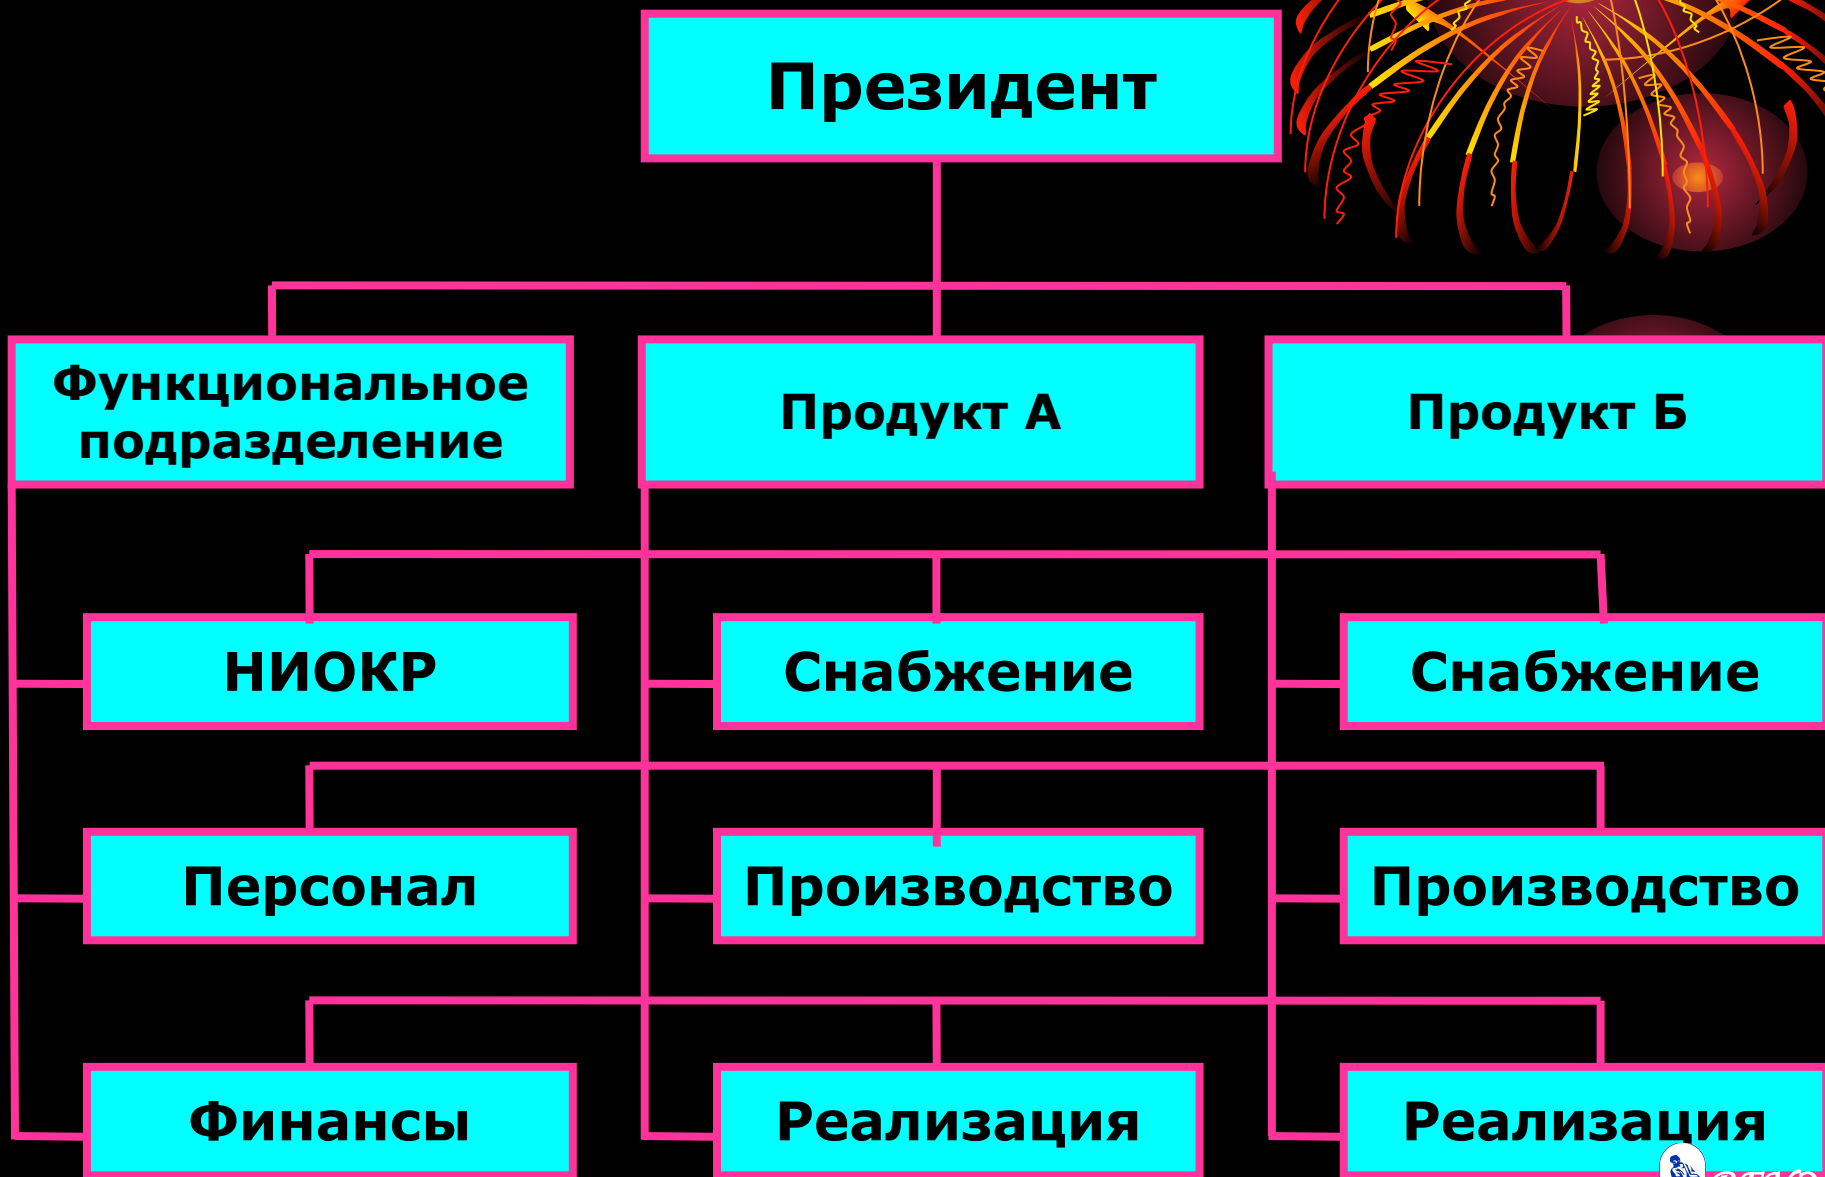 Президент
Функциональное
подразделение
Продукт А
Продукт Б
НИОКР
Снабжение
Снабжение
Персонал
Производство
Производство
Финансы
Реализация
Реализация